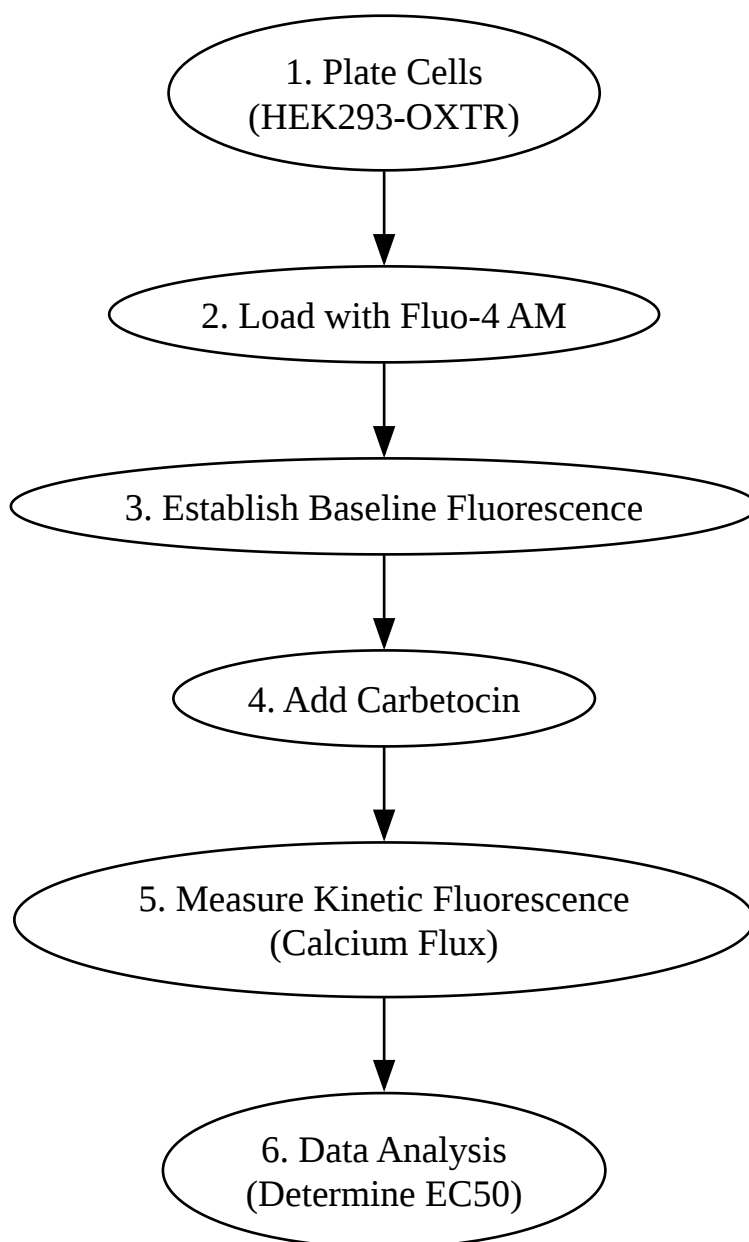 1. Plate Cells
(HEK293-OXTR)
2. Load with Fluo-4 AM
3. Establish Baseline Fluorescence
4. Add Carbetocin
5. Measure Kinetic Fluorescence
(Calcium Flux)
6. Data Analysis
(Determine EC50)